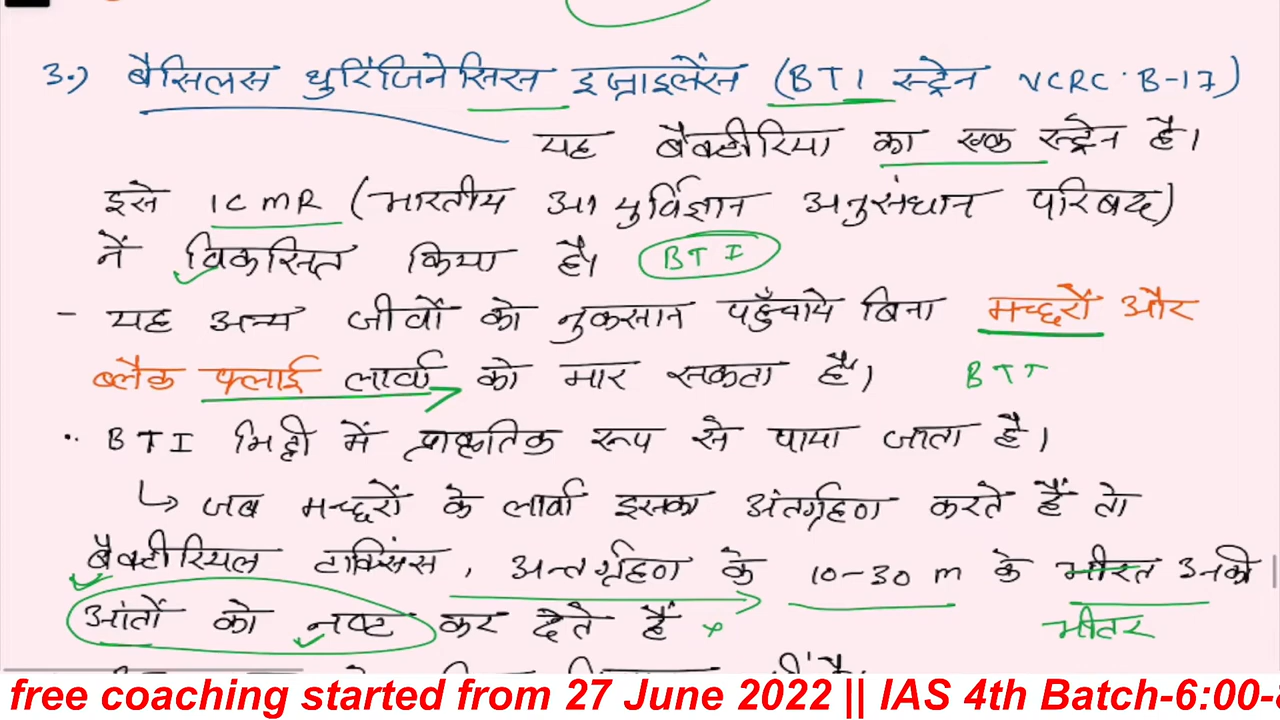 3.) बैसिलस थुरिंजिनेसिस इज़्राइलेंस (BTI स्ट्रेन VCRC·B-17)
यह बैक्टीरिया का एक स्ट्रेन है।
इसे ICMR (भारतीय आयुर्विज्ञान अनुसंधान परिषद)
नें विकसित किया है। BTI
- यह अन्य जीवों को नुकसान पहुँचाये बिना मच्छरों और
ब्लैक फ्लाई लार्वा को मार सकता है। BTI
·· BTI मिट्टी में प्राकृतिक रूप से पाया जाता है।
↳ जब मच्छरों के लार्वा इसका अंतर्ग्रहण करते हैं तो
बैक्टीरियल टाक्सिंस, अन्तर्ग्रहण के 10-30 m के भीरत उनकी
आंतों को नष्ट कर देते हैं भीतर
free coaching started from 27 June 2022 || IAS 4th Batch-6:00-